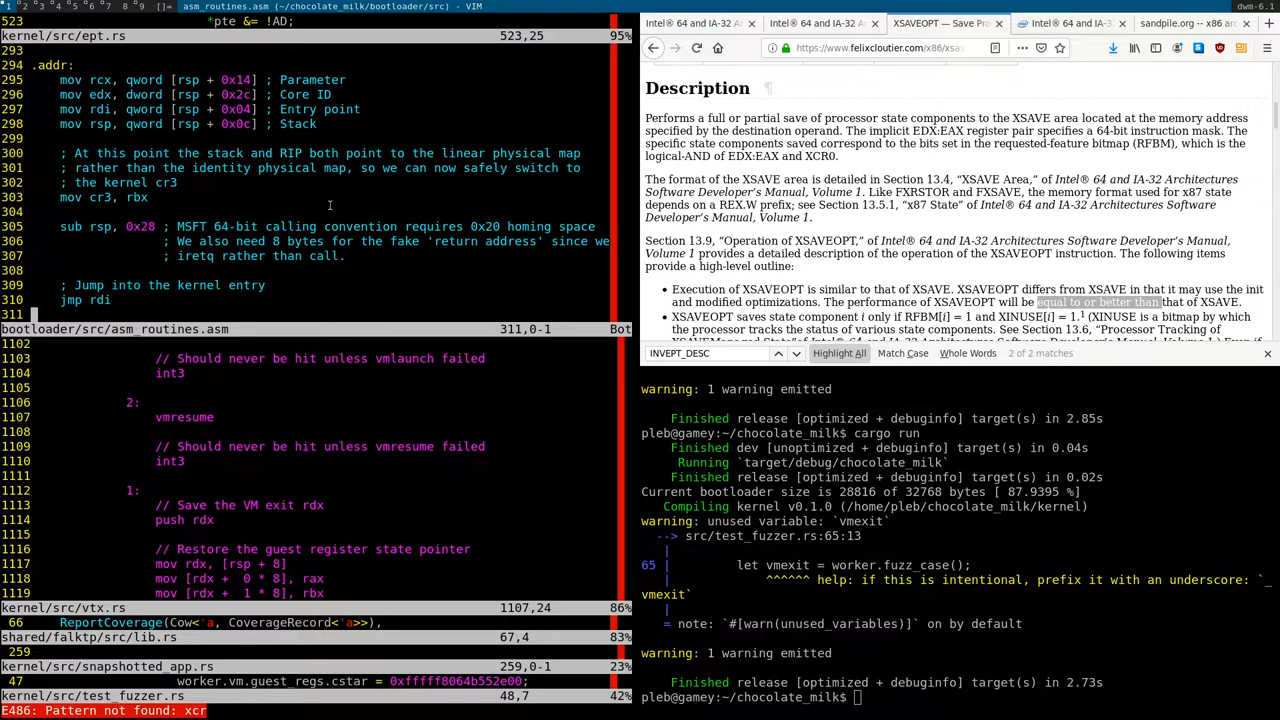 1 2 3 4 5 6 7 8 9 []= asm_routines.asm (~/chocolate_milk/bootloader/src) - VIM dwm-6.1
523 *pte &= !AD;
kernel/src/ept.rs 523,25 95%
293
294 .addr:
295 mov rcx, qword [rsp + 0x14] ; Parameter
296 mov edx, dword [rsp + 0x2c] ; Core ID
297 mov rdi, qword [rsp + 0x04] ; Entry point
298 mov rsp, qword [rsp + 0x0c] ; Stack
299
300 ; At this point the stack and RIP both point to the linear physical map
301 ; rather than the identity physical map, so we can now safely switch to
302 ; the kernel cr3
303 mov cr3, rbx
304
305 sub rsp, 0x28 ; MSFT 64-bit calling convention requires 0x20 homing space
306 ; We also need 8 bytes for the fake 'return address' since we
307 ; iretq rather than call.
308
309 ; Jump into the kernel entry
310 jmp rdi
311
bootloader/src/asm_routines.asm 311,0-1 Bot
1102
1103 // Should never be hit unless vmlaunch failed
1104 int3
1105
1106 2:
1107 vmresume
1108
1109 // Should never be hit unless vmresume failed
1110 int3
1111
1112 1:
1113 // Save the VM exit rdx
1114 push rdx
1115
1116 // Restore the guest register state pointer
1117 mov rdx, [rsp + 8]
1118 mov [rdx + 0 * 8], rax
1119 mov [rdx + 1 * 8], rbx
kernel/src/vtx.rs 1107,24 86%
66 ReportCoverage(Cow<'a, CoverageRecord<'a>>),
shared/falktp/src/lib.rs 67,4 83%
259
kernel/src/snapshotted_app.rs 259,0-1 23%
47 worker.vm.guest_regs.cstar = 0xfffff8064b552e00;
kernel/src/test_fuzzer.rs 48,7 42%
E486: Pattern not found: xcr
Intel® 64 and IA-32 A Intel® 64 and IA-32 A XSAVEOPT — Save Pro Intel® 64 and IA-32 sandpile.org -- x86 ar
https://www.felixcloutier.com/x86/xsav
Description ¶
Performs a full or partial save of processor state components to the XSAVE area located at the memory address
specified by the destination operand. The implicit EDX:EAX register pair specifies a 64-bit instruction mask. The
specific state components saved correspond to the bits set in the requested-feature bitmap (RFBM), which is the
logical-AND of EDX:EAX and XCR0.
The format of the XSAVE area is detailed in Section 13.4, “XSAVE Area,” of Intel® 64 and IA-32 Architectures
Software Developer’s Manual, Volume 1. Like FXRSTOR and FXSAVE, the memory format used for x87 state
depends on a REX.W prefix; see Section 13.5.1, “x87 State” of Intel® 64 and IA-32 Architectures Software
Developer’s Manual, Volume 1.
Section 13.9, “Operation of XSAVEOPT,” of Intel® 64 and IA-32 Architectures Software Developer’s Manual,
Volume 1 provides a detailed description of the operation of the XSAVEOPT instruction. The following items
provide a high-level outline:
• Execution of XSAVEOPT is similar to that of XSAVE. XSAVEOPT differs from XSAVE in that it may use the init
and modified optimizations. The performance of XSAVEOPT will be equal to or better than that of XSAVE.
• XSAVEOPT saves state component i only if RFBM[i] = 1 and XINUSE[i] = 1.1 (XINUSE is a bitmap by which
the processor tracks the status of various state components. See Section 13.6, “Processor Tracking of
INVEPT_DESC Highlight All Match Case Whole Words 2 of 2 matches
warning: 1 warning emitted
Finished release [optimized + debuginfo] target(s) in 2.85s
pleb@gamey:~/chocolate_milk$ cargo run
Finished dev [unoptimized + debuginfo] target(s) in 0.04s
Running `target/debug/chocolate_milk`
Finished release [optimized + debuginfo] target(s) in 0.02s
Current bootloader size is 28816 of 32768 bytes [ 87.9395 %]
Compiling kernel v0.1.0 (/home/pleb/chocolate_milk/kernel)
warning: unused variable: `vmexit`
--> src/test_fuzzer.rs:65:13
|
65 | let vmexit = worker.fuzz_case();
| ^^^^^^ help: if this is intentional, prefix it with an underscore: `_
vmexit`
|
= note: `#[warn(unused_variables)]` on by default
warning: 1 warning emitted
Finished release [optimized + debuginfo] target(s) in 2.73s
pleb@gamey:~/chocolate_milk$